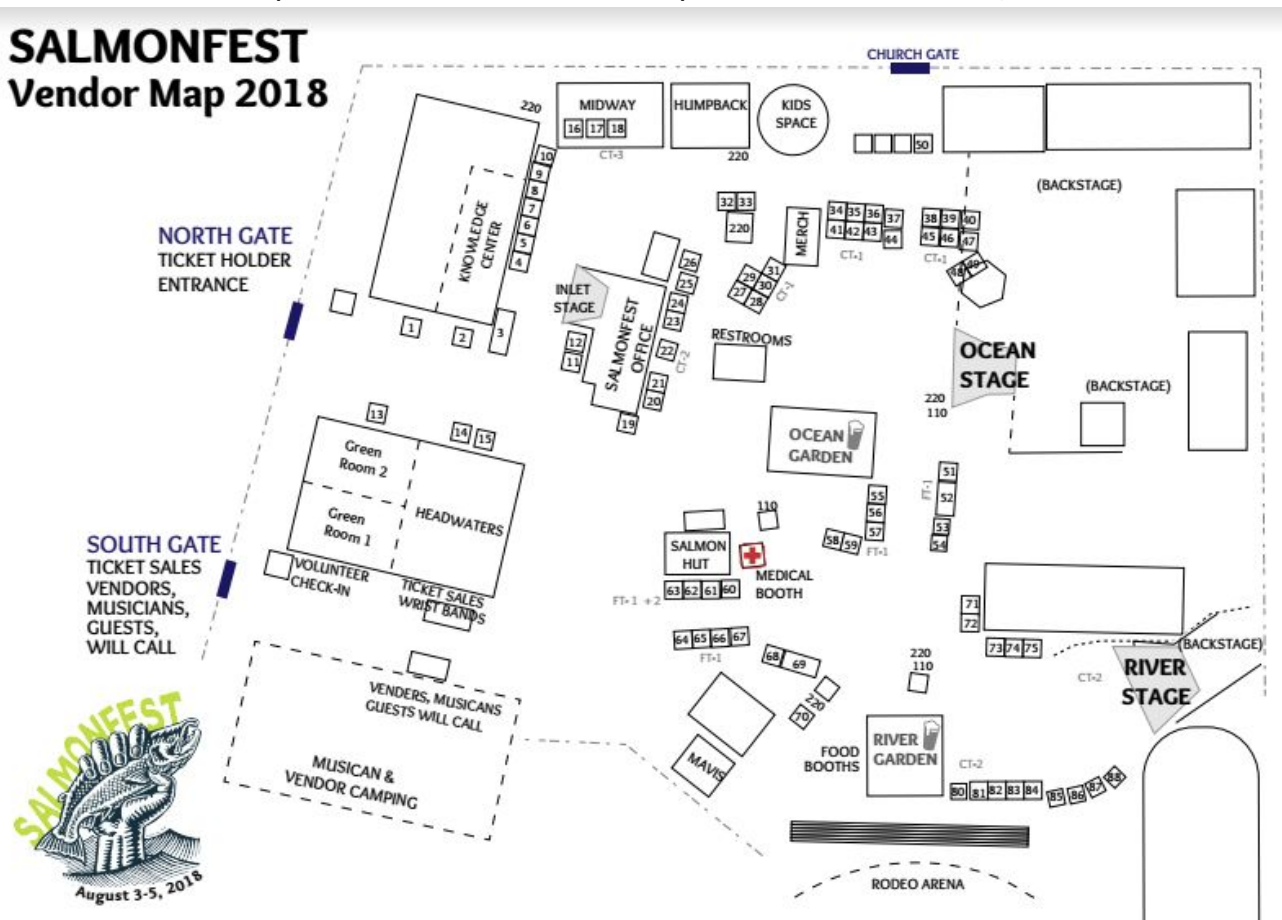 SALMONFEST
Vendor Map 2018
CHURCH GATE
220
MIDWAY
16 17 18
CT-3
HUMPBACK
220
KIDS
SPACE
50
(BACKSTAGE)
10
9
8
7
6
5
4
KNOWLEDGE
CENTER
NORTH GATE
TICKET HOLDER
ENTRANCE
1
2
3
INLET
STAGE
12
11
SALMONFEST
OFFICE
26
25
24
23
22
CT-2
21
20
19
32 33
220
MERCH
34 35 36 37
41 42 43 44
CT-1
38 39 40
45 46 47
CT-1
48 49
29 31
27 30
28
CT-1
RESTROOMS
OCEAN
STAGE
220
110
(BACKSTAGE)
13
14 15
Green
Room 2
Green
Room 1
HEADWATERS
OCEAN
GARDEN
51
FT-1
52
53
54
55
56
57
FT-1
58 59
110
SALMON
HUT
MEDICAL
BOOTH
63 62 61 60
FT-1 +2
SOUTH GATE
TICKET SALES
VENDORS,
MUSICIANS,
GUESTS,
WILL CALL
VOLUNTEER
CHECK-IN
TICKET SALES
WRIST BANDS
64 65 66 67
FT-1
68 69
220
70
71
72
73 74 75
(BACKSTAGE)
RIVER
STAGE
CT-2
220
110
VENDERS, MUSICANS
GUESTS WILL CALL
MUSICAN &
VENDOR CAMPING
MAVIS
FOOD
BOOTHS
RIVER
GARDEN
CT-2
80 81 82 83 84 85 86 87 88
RODEO ARENA
SALMONFEST
August 3-5, 2018